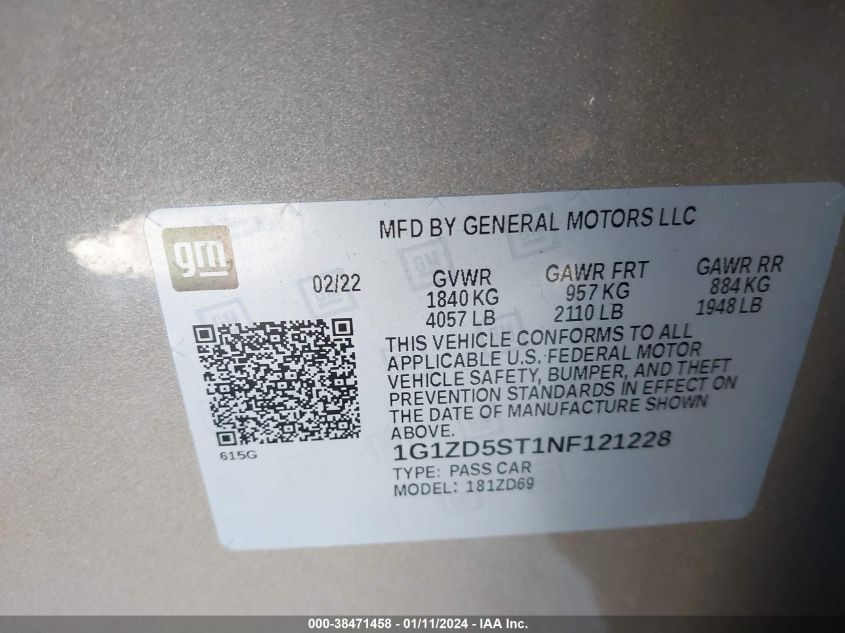 MFD BY GENERAL MOTORS LLC
gm
02/22
GVWR GAWR FRT GAWR RR
1840 KG 957 KG 884 KG
4057 LB 2110 LB 1948 LB
THIS VEHICLE CONFORMS TO ALL
APPLICABLE U.S. FEDERAL MOTOR
VEHICLE SAFETY, BUMPER, AND THEFT
PREVENTION STANDARDS IN EFFECT ON
THE DATE OF MANUFACTURE SHOWN
ABOVE.
615G
1G1ZD5ST1NF121228
TYPE: PASS CAR
MODEL: 181ZD69
000-38471458 - 01/11/2024 - IAA Inc.